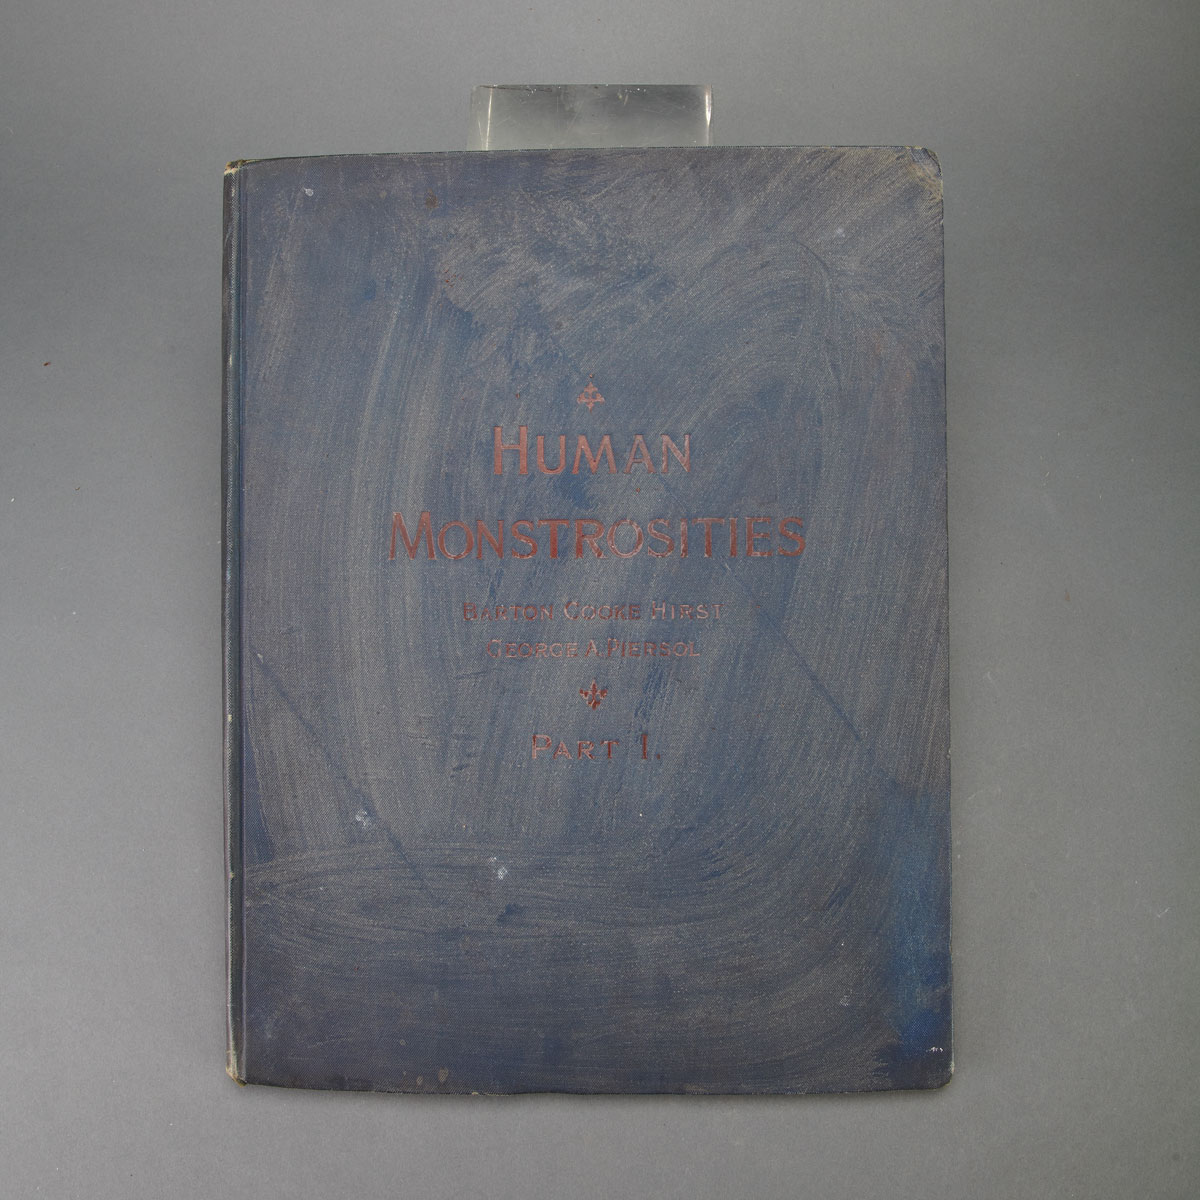 HUMAN
MONSTROSITIES
BARTON COOKE HIRST
GEORGE A. PIERSOL
PART I.